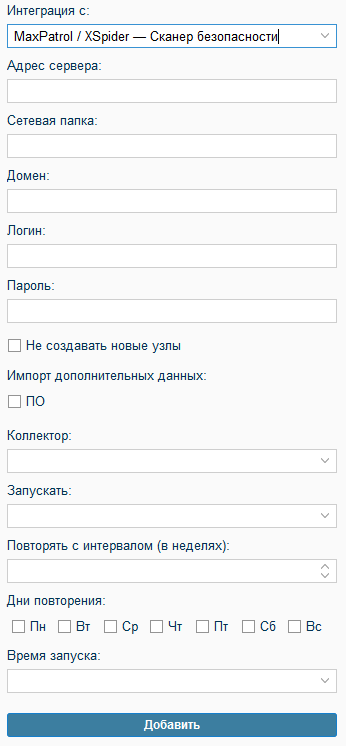 Интеграция с:
MaxPatrol / XSpider — Сканер безопасности
Адрес сервера:
Сетевая папка:
Домен:
Логин:
Пароль:
Не создавать новые узлы
Импорт дополнительных данных:
ПО
Коллектор:
Запускать:
Повторять с интервалом (в неделях):
Дни повторения:
Пн Вт Ср Чт Пт Сб Вс
Время запуска:
Добавить